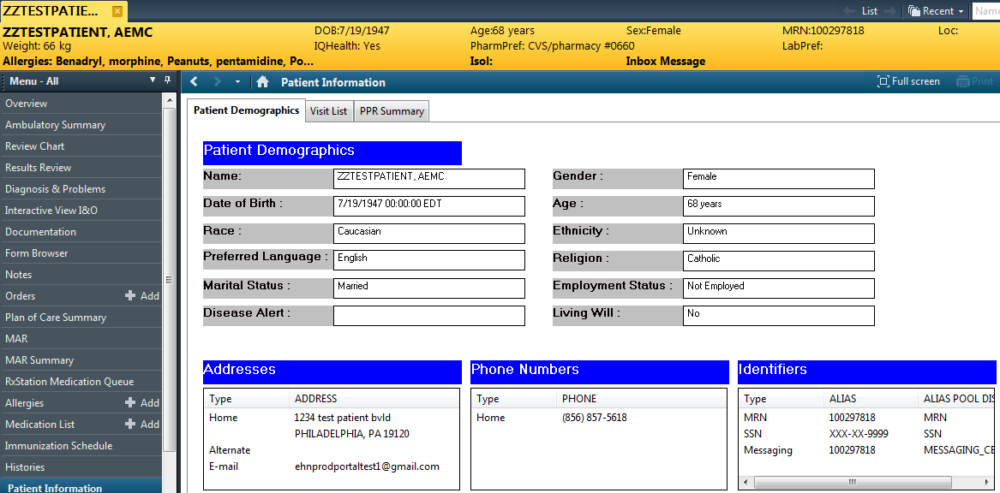 ZZTESTPATIE...
List
Recent
Name
ZZTESTPATIENT, AEMC
DOB:7/19/1947
Age:68 years
Sex:Female
MRN:100297818
Loc:
Weight: 66 kg
IQHealth: Yes
PharmPref: CVS/pharmacy #0660
LabPref:
Allergies: Benadryl, morphine, Peanuts, pentamidine, Po...
Isol:
Inbox Message
Menu - All
Patient Information
Full screen
Print
Overview
Ambulatory Summary
Review Chart
Results Review
Diagnosis & Problems
Interactive View I&O
Documentation
Form Browser
Notes
Orders + Add
Plan of Care Summary
MAR
MAR Summary
RxStation Medication Queue
Allergies + Add
Medication List + Add
Immunization Schedule
Histories
Patient Information
Patient Demographics
Visit List
PPR Summary
Patient Demographics
Name: ZZTESTPATIENT, AEMC
Gender : Female
Date of Birth : 7/19/1947 00:00:00 EDT
Age : 68 years
Race : Caucasian
Ethnicity : Unknown
Preferred Language : English
Religion : Catholic
Marital Status : Married
Employment Status : Not Employed
Disease Alert :
Living Will : No
Addresses
Type ADDRESS
Home 1234 test patient bvld
PHILADELPHIA, PA 19120
Alternate
E-mail ehnprodportaltest1@gmail.com
Phone Numbers
Type PHONE
Home (856) 857-5618
Identifiers
Type ALIAS ALIAS POOL DIS
MRN 100297818 MRN
SSN XXX-XX-9999 SSN
Messaging 100297818 MESSAGING_CE